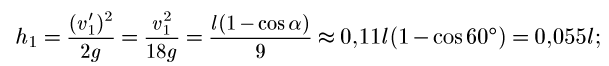 $h_1 = \frac{(v_1')^2}{2g} = \frac{v_1^2}{18g} = \frac{l(1-\cos\alpha)}{9} \approx 0{,}11l(1-\cos 60°) = 0{,}055l;$